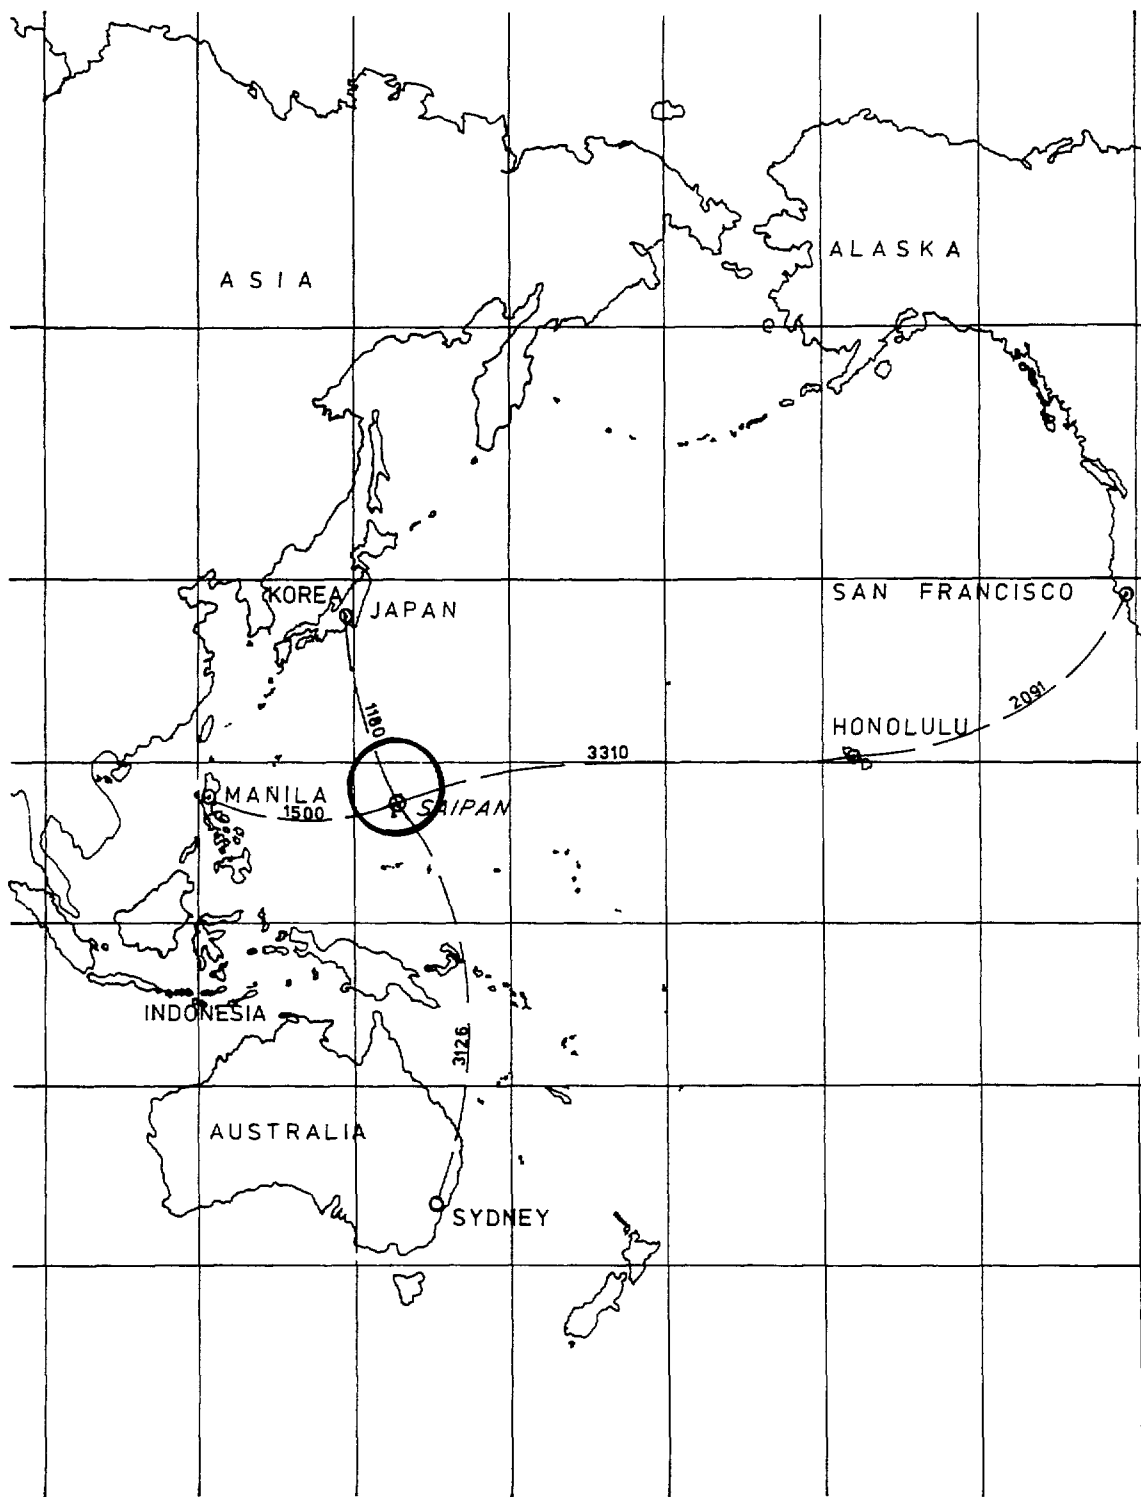 ALASKA
ASIA
KOREA
JAPAN
SAN FRANCISCO
1180
2091
HONOLULU
3310
MANILA
1500
SAIPAN
INDONESIA
3126
AUSTRALIA
SYDNEY